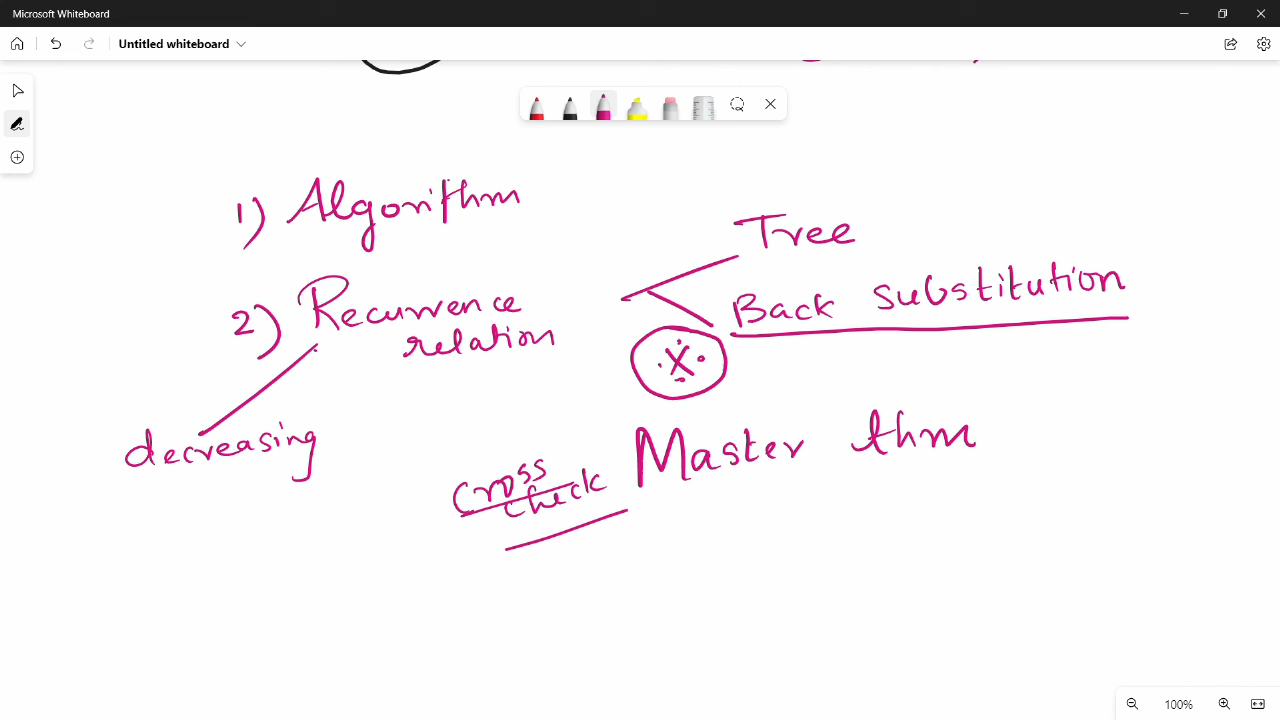 Microsoft Whiteboard
Untitled whiteboard
1) Algorithm
Tree
2) Recurrence
relation
Back substitution
X
decreasing
Cross
check
Master thm
100%